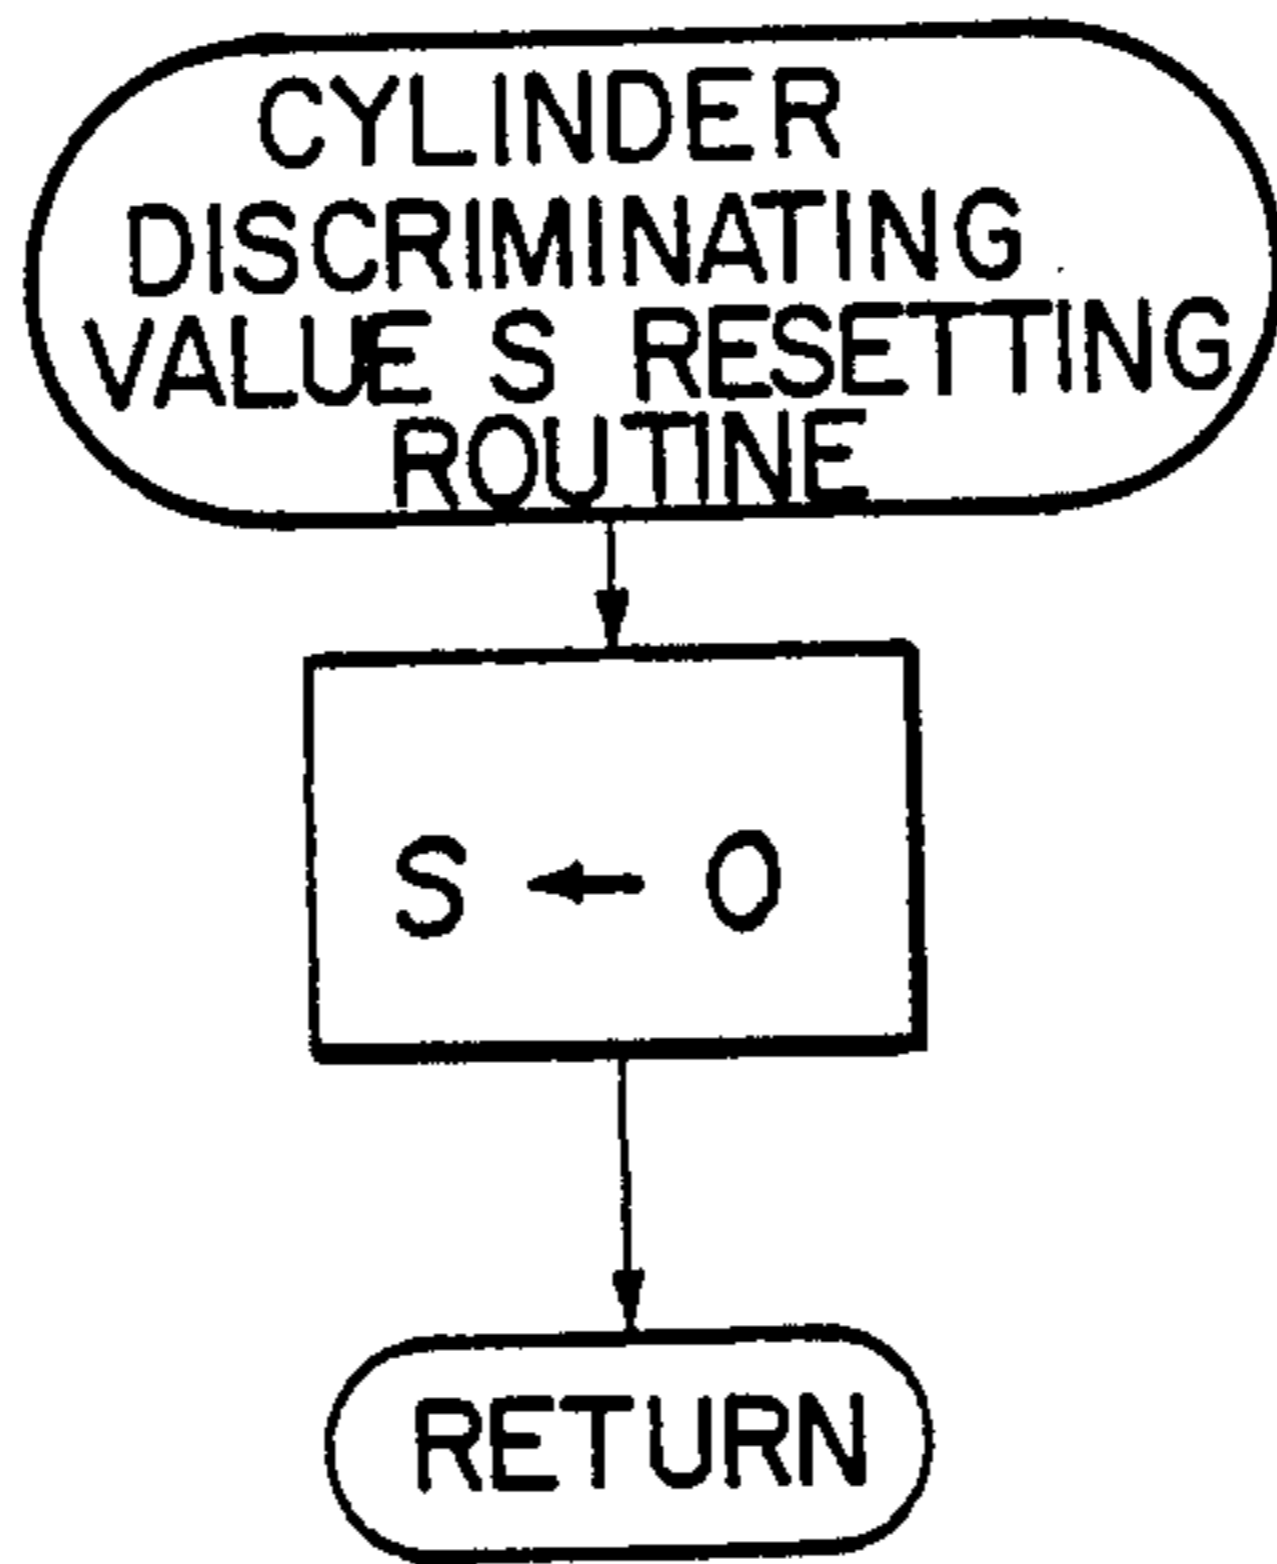 CYLINDER
DISCRIMINATING
VALUE S RESETTING
ROUTINE
S ← 0
RETURN